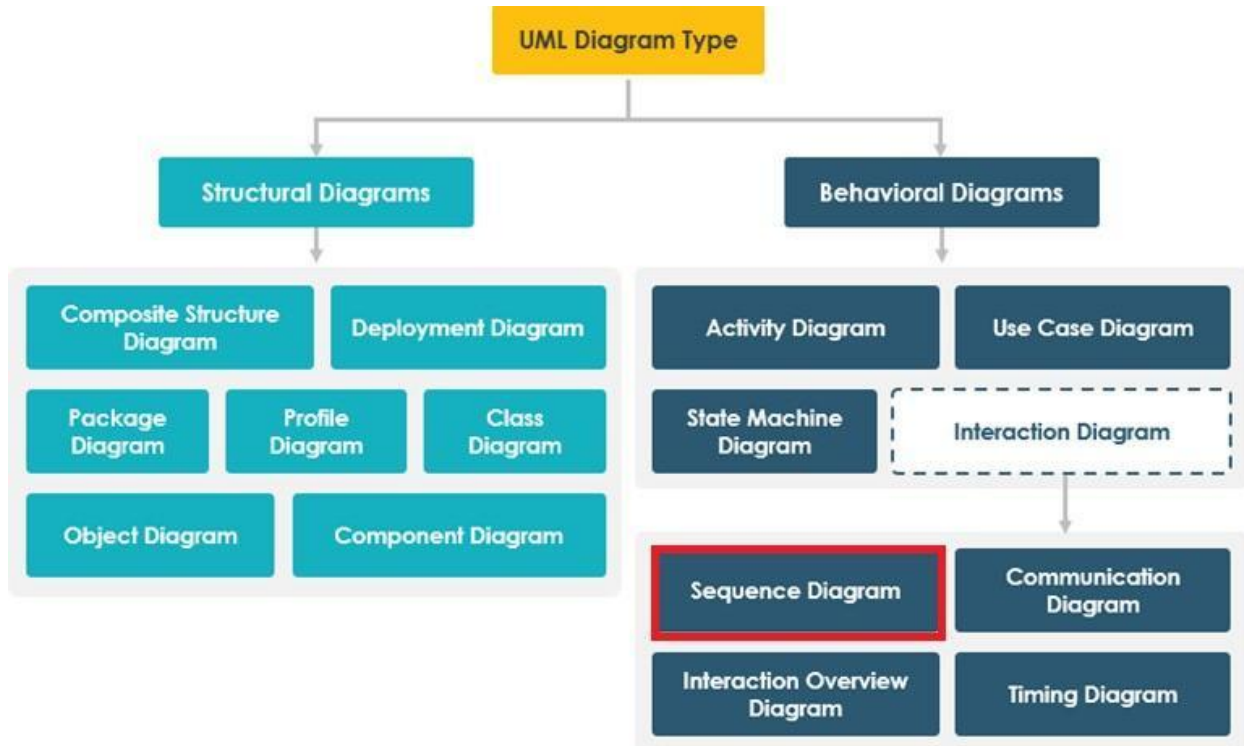 UML Diagram Type
Structural Diagrams
Behavioral Diagrams
Composite Structure
Diagram
Deployment Diagram
Package
Diagram
Profile
Diagram
Class
Diagram
Object Diagram
Component Diagram
Activity Diagram
Use Case Diagram
State Machine
Diagram
Interaction Diagram
Sequence Diagram
Communication
Diagram
Interaction Overview
Diagram
Timing Diagram